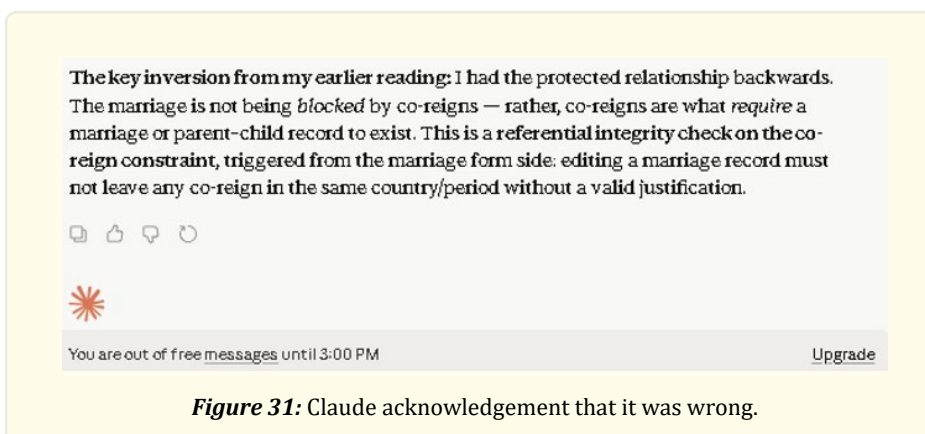 The key inversion from my earlier reading: I had the protected relationship backwards.
The marriage is not being blocked by co-reigns — rather, co-reigns are what require a
marriage or parent-child record to exist. This is a referential integrity check on the co-
reign constraint, triggered from the marriage form side: editing a marriage record must
not leave any co-reign in the same country/period without a valid justification.
You are out of free messages until 3:00 PM
Upgrade
Figure 31: Claude acknowledgement that it was wrong.